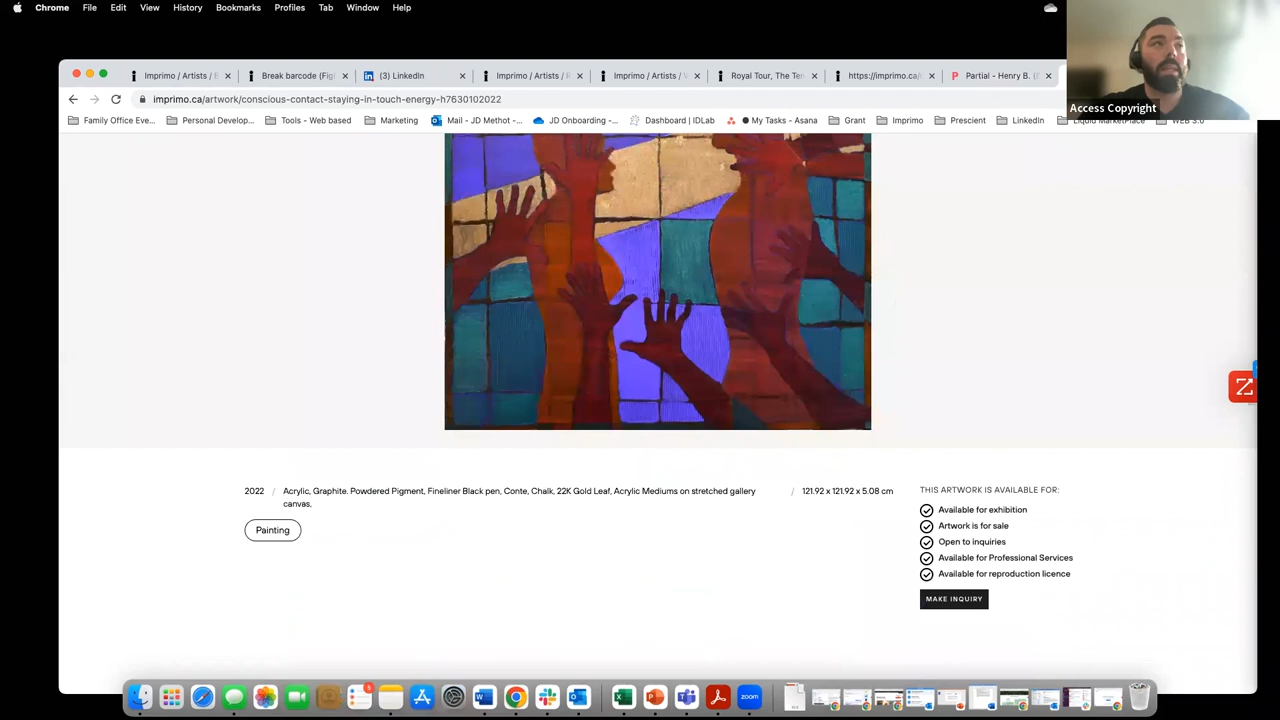 Chrome File Edit View History Bookmarks Profiles Tab Window Help
Imprimo / Artists / Break barcode (Fig (3) LinkedIn Imprimo / Artists / Imprimo / Artists / Royal Tour, The Ten https://imprimo.ca/ Partial - Henry B. (
imprimo.ca/artwork/conscious-contact-staying-in-touch-energy-h7630102022
Access Copyright
Family Office Eve... Personal Develop... Tools - Web based Marketing Mail - JD Methot -... JD Onboarding -... Dashboard | IDLab My Tasks - Asana Grant Imprimo Prescient LinkedIn Liquid MarketPlace WEB 3.0
2022 / Acrylic, Graphite. Powdered Pigment, Fineliner Black pen, Conte, Chalk, 22K Gold Leaf, Acrylic Mediums on stretched gallery
canvas.
/ 121.92 x 121.92 x 5.08 cm
Painting
THIS ARTWORK IS AVAILABLE FOR:
Available for exhibition
Artwork is for sale
Open to inquiries
Available for Professional Services
Available for reproduction licence
MAKE INQUIRY
zoom